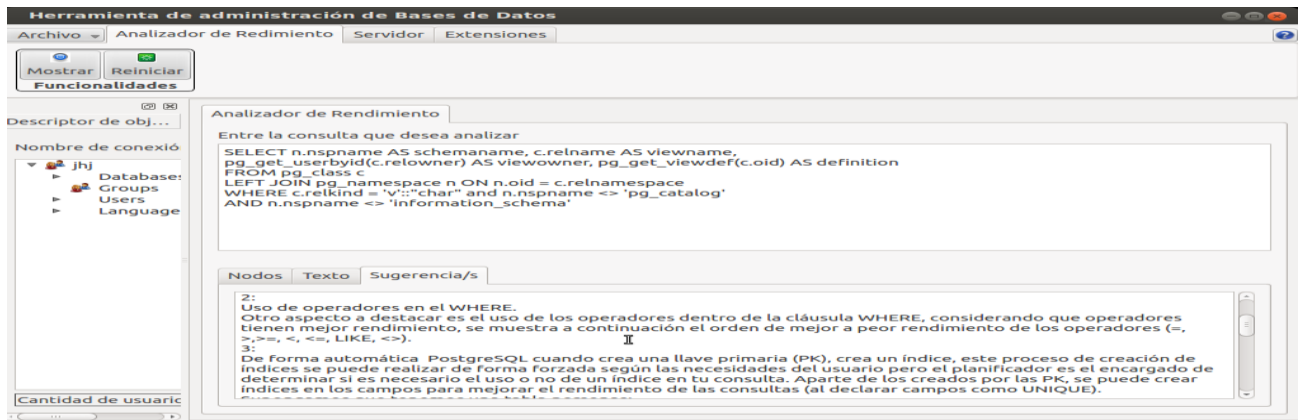 Herramienta de administración de Bases de Datos
Archivo Analizador de Redimiento Servidor Extensiones
Mostrar Reiniciar
Funcionalidades
Descriptor de obj...
Nombre de conexió
jhj
Databases
Groups
Users
Language
Cantidad de usuario
Analizador de Rendimiento
Entre la consulta que desea analizar
SELECT n.nspname AS schemaname, c.relname AS viewname,
pg_get_userbyid(c.relowner) AS viewowner, pg_get_viewdef(c.oid) AS definition
FROM pg_class c
LEFT JOIN pg_namespace n ON n.oid = c.relnamespace
WHERE c.relkind = 'v'::"char" and n.nspname <> 'pg_catalog'
AND n.nspname <> 'information_schema'
Nodos Texto Sugerencia/s
2:
Uso de operadores en el WHERE.
Otro aspecto a destacar es el uso de los operadores dentro de la cláusula WHERE, considerando que operadores
tienen mejor rendimiento, se muestra a continuación el orden de mejor a peor rendimiento de los operadores (=,
>,>=, <, <=, LIKE, <>).
3:
De forma automática PostgreSQL cuando crea una llave primaria (PK), crea un índice, este proceso de creación de
índices se puede realizar de forma forzada según las necesidades del usuario pero el planificador es el encargado de
determinar si es necesario el uso o no de un índice en tu consulta. Aparte de los creados por las PK, se puede crear
índices en los campos para mejorar el rendimiento de las consultas (al declarar campos como UNIQUE).